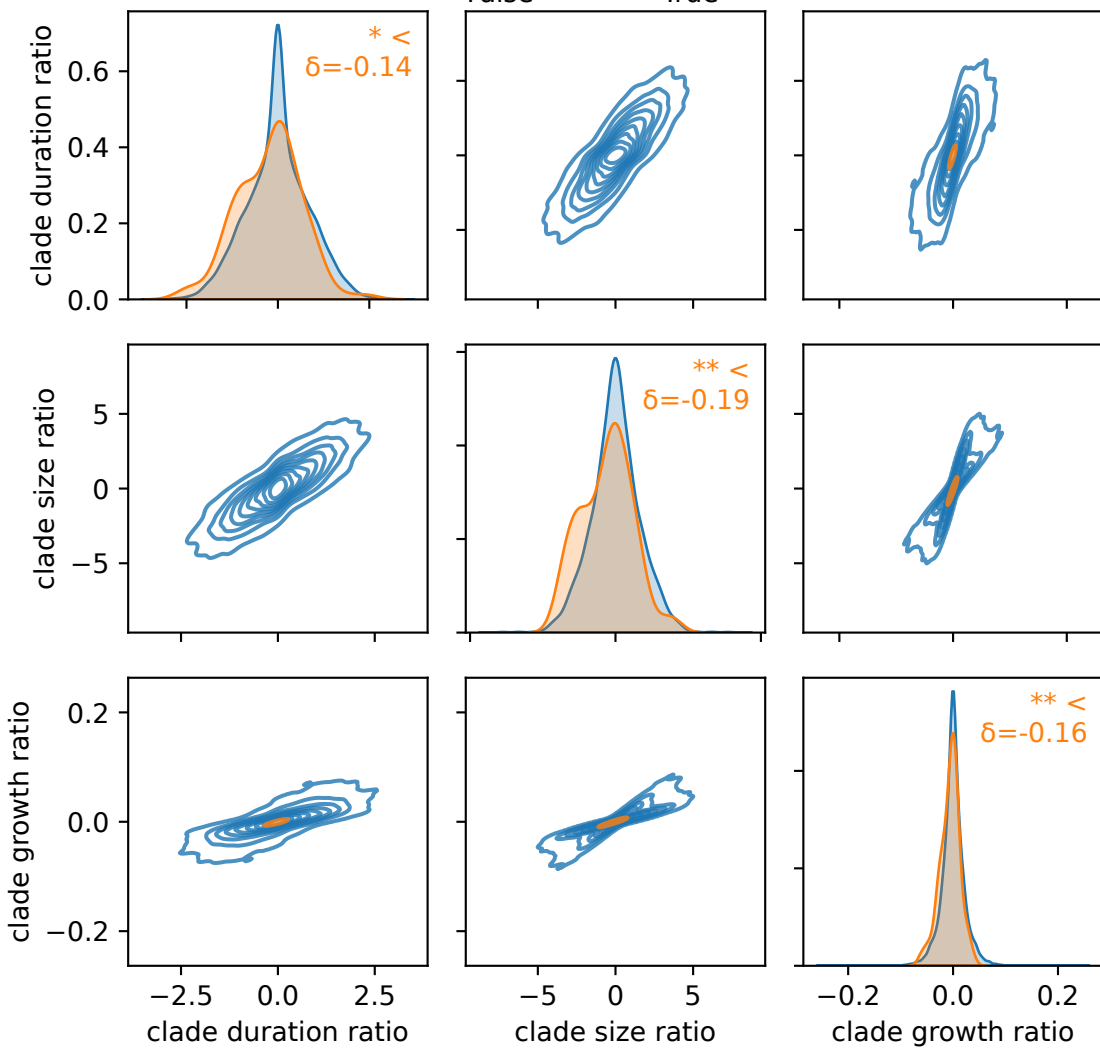 * <
δ=-0.14
clade duration ratio
0.6
0.4
0.2
0.0
** <
δ=-0.19
clade size ratio
5
0
−5
** <
δ=-0.16
clade growth ratio
0.2
0.0
−0.2
−2.5 0.0 2.5 −5 0 5 −0.2 0.0 0.2
clade duration ratio clade size ratio clade growth ratio